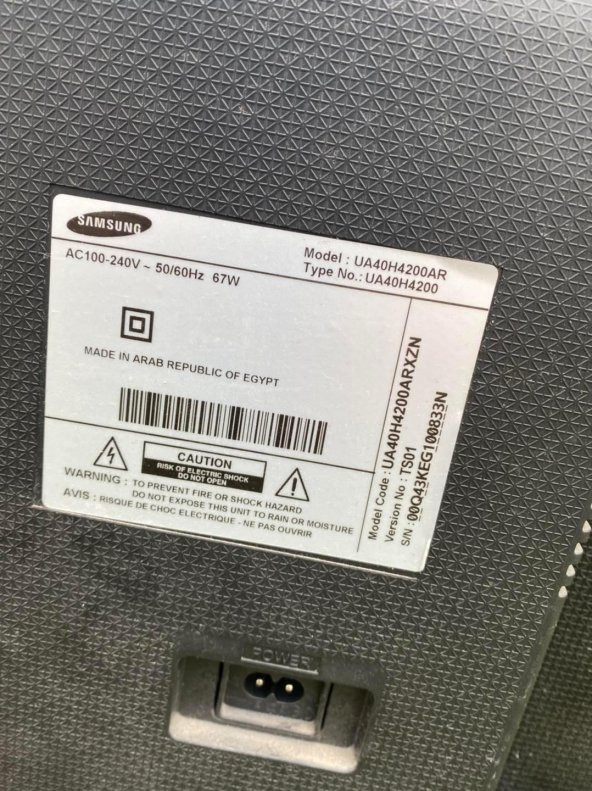 SAMSUNG
AC100-240V ~ 50/60Hz 67W
Model : UA40H4200AR
Type No.: UA40H4200
MADE IN ARAB REPUBLIC OF EGYPT
CAUTION
RISK OF ELECTRIC SHOCK
DO NOT OPEN
WARNING : TO PREVENT FIRE OR SHOCK HAZARD
DO NOT EXPOSE THIS UNIT TO RAIN OR MOISTURE
AVIS : RISQUE DE CHOC ELECTRIQUE - NE PAS OUVRIR
Model Code : UA40H4200ARXZN
Version No : TS01
S/N : 00Q43KEG100833N
POWER